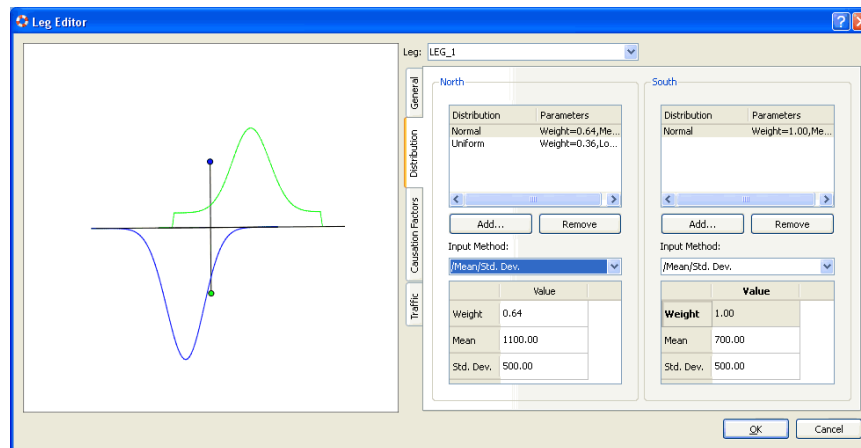 Leg Editor
Leg: LEG_1
General
Distribution
Causation Factors
Traffic
North
Distribution Parameters
Normal Weight=0.64,Me...
Uniform Weight=0.36,Lo...
Add... Remove
Input Method:
/Mean/Std. Dev.
Value
Weight 0.64
Mean 1100.00
Std. Dev. 500.00
South
Distribution Parameters
Normal Weight=1.00,Me...
Add... Remove
Input Method:
/Mean/Std. Dev.
Value
Weight 1.00
Mean 700.00
Std. Dev. 500.00
OK Cancel